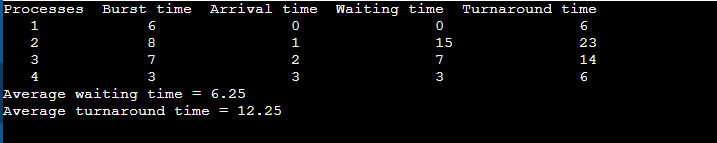 Processes Burst time Arrival time Waiting time Turnaround time
1 6 0 0 6
2 8 1 15 23
3 7 2 7 14
4 3 3 3 6
Average waiting time = 6.25
Average turnaround time = 12.25